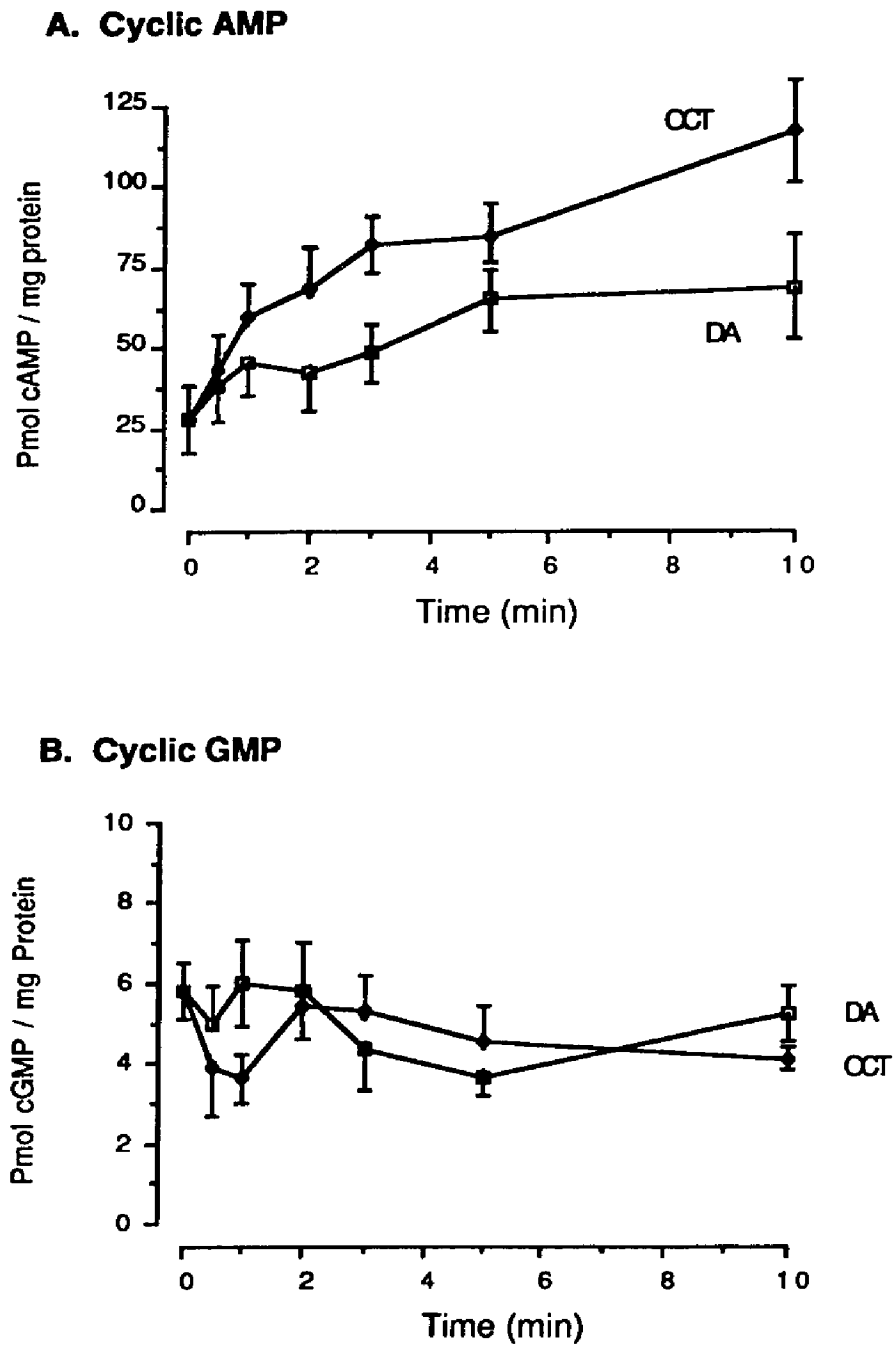 A. Cyclic AMP
125
100
75
50
25
0
Pmol cAMP / mg protein
OCT
DA
0 2 4 6 8 10
Time (min)
B. Cyclic GMP
10
8
6
4
2
0
Pmol cGMP / mg Protein
DA
OCT
0 2 4 6 8 10
Time (min)